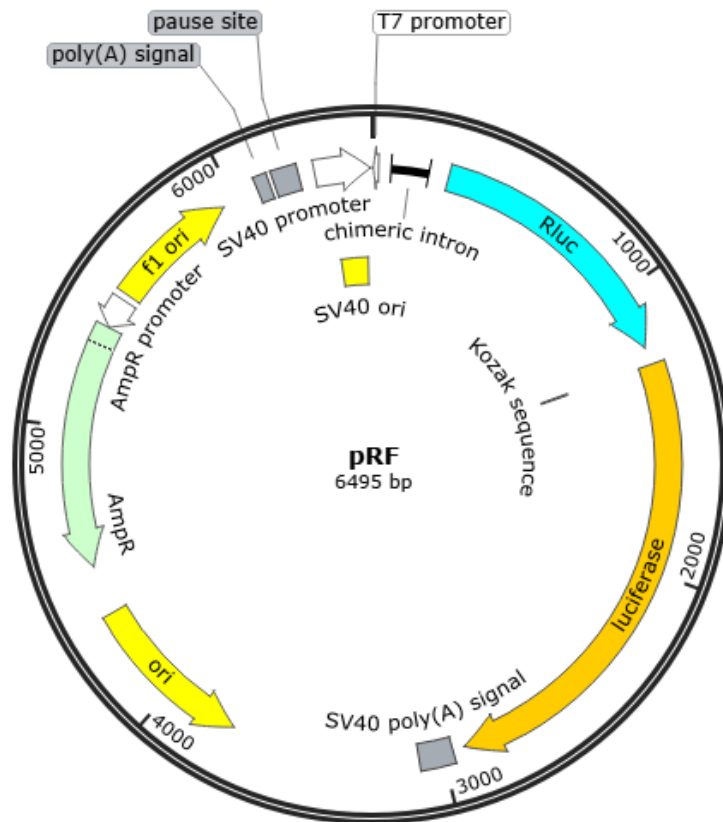 pause site
T7 promoter
poly(A) signal
6000
SV40 promoter
chimeric intron
Rluc
1000
f1 ori
SV40 ori
AmpR promoter
Kozak sequence
5000
pRF
6495 bp
AmpR
2000
luciferase
ori
SV40 poly(A) signal
4000
3000